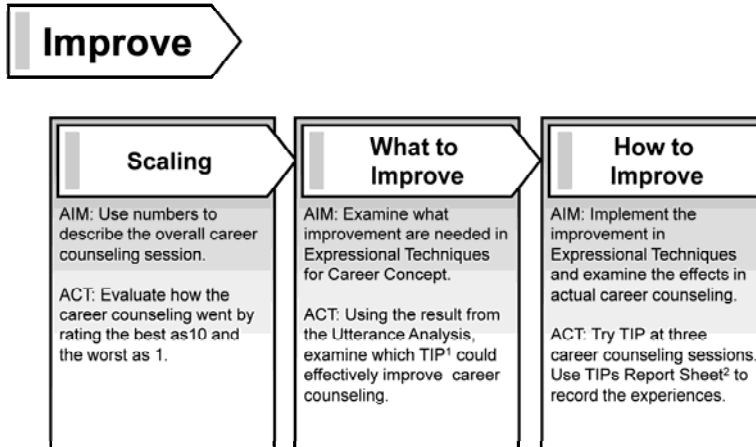 Improve
Scaling
AIM: Use numbers to
describe the overall career
counseling session.
ACT: Evaluate how the
career counseling went by
rating the best as10 and
the worst as 1.
What to
Improve
AIM: Examine what
improvement are needed in
Expressional Techniques
for Career Concept.
ACT: Using the result from
the Utterance Analysis,
examine which TIP¹ could
effectively improve career
counseling.
How to
Improve
AIM: Implement the
improvement in
Expressional Techniques
and examine the effects in
actual career counseling.
ACT: Try TIP at three
career counseling sessions.
Use TIPs Report Sheet² to
record the experiences.